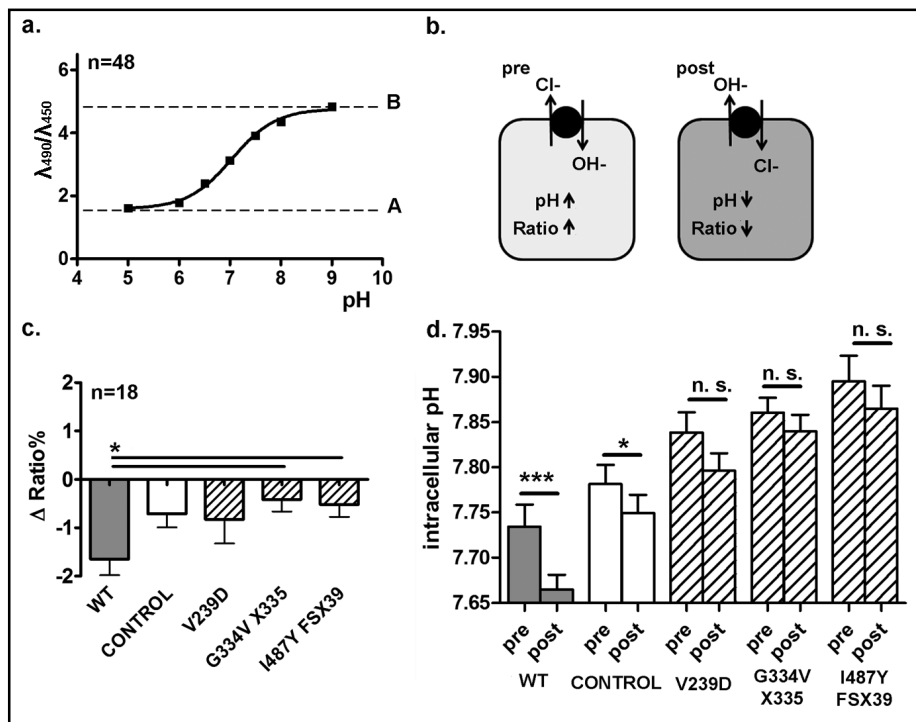 a.
n=48
6
4
2
0
λ490/λ450
B
A
4 5 6 7 8 9 10
pH
b.
pre
Cl-
OH-
pH ↑
Ratio ↑
post
OH-
Cl-
pH ↓
Ratio ↓
c.
n=18
2
1
0
-1
-2
Δ Ratio%
*
WT
CONTROL
V239D
G334V X335
I487Y FSX39
d.
7.95
7.90
7.85
7.80
7.75
7.70
7.65
intracellular pH
***
*
n. s.
n. s.
n. s.
pre post pre post pre post pre post pre post
WT
CONTROL
V239D
G334V
X335
I487Y
FSX39